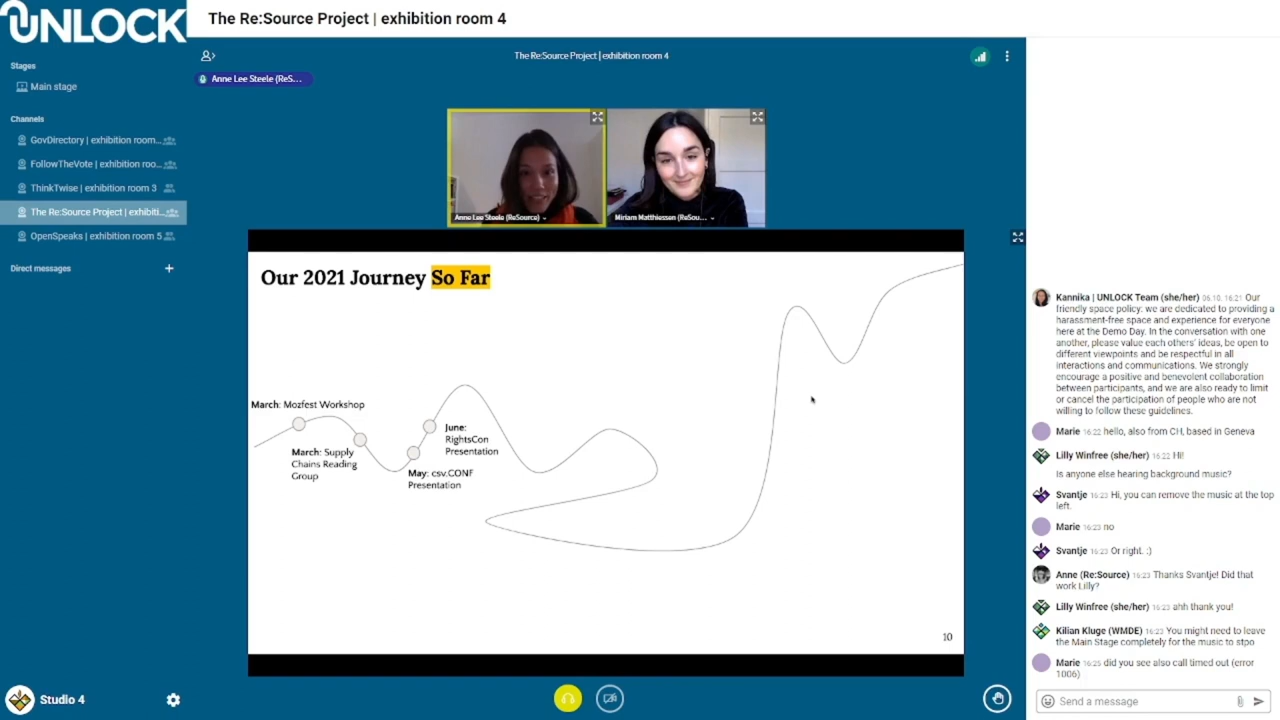 UNLOCK
The Re:Source Project | exhibition room 4
Stages
Main stage
Channels
GovDirectory | exhibition room...
FollowTheVote | exhibition roo...
ThinkTwise | exhibition room 3
The Re:Source Project | exhibiti...
OpenSpeaks | exhibition room 5
Direct messages
+
The Re:Source Project | exhibition room 4
Anne Lee Steele (ReS...
Anne Lee Steele (ReSource)
Miriam Matthiessen (ReSou...
Our 2021 Journey So Far
March: Mozfest Workshop
March: Supply
Chains Reading
Group
June:
RightsCon
Presentation
May: csv.CONF
Presentation
10
Kannika | UNLOCK Team (she/her) 06.10, 16:21 Our
friendly space policy: we are dedicated to providing a
harassment-free space and experience for everyone
here at the Demo Day. In the conversation with one
another, please value each others' ideas, be open to
different viewpoints and be respectful in all
interactions and communications. We strongly
encourage a positive and benevolent collaboration
between participants, and we are also ready to limit
or cancel the participation of people who are not
willing to follow these guidelines.
Marie 16:22 hello, also from CH, based in Geneva
Lilly Winfree (she/her) 16:22 Hi!
Is anyone else hearing background music?
Svantje 16:23 Hi, you can remove the music at the top
left.
Marie 16:23 no
Svantje 16:23 Or right. :)
Anne (Re:Source) 16:23 Thanks Svantje! Did that
work Lilly?
Lilly Winfree (she/her) 16:23 ahh thank you!
Kilian Kluge (WMDE) 16:23 You might need to leave
the Main Stage completely for the music to stpo
Marie 16:25 did you see also call timed out (error
1006)
Send a message
Studio 4